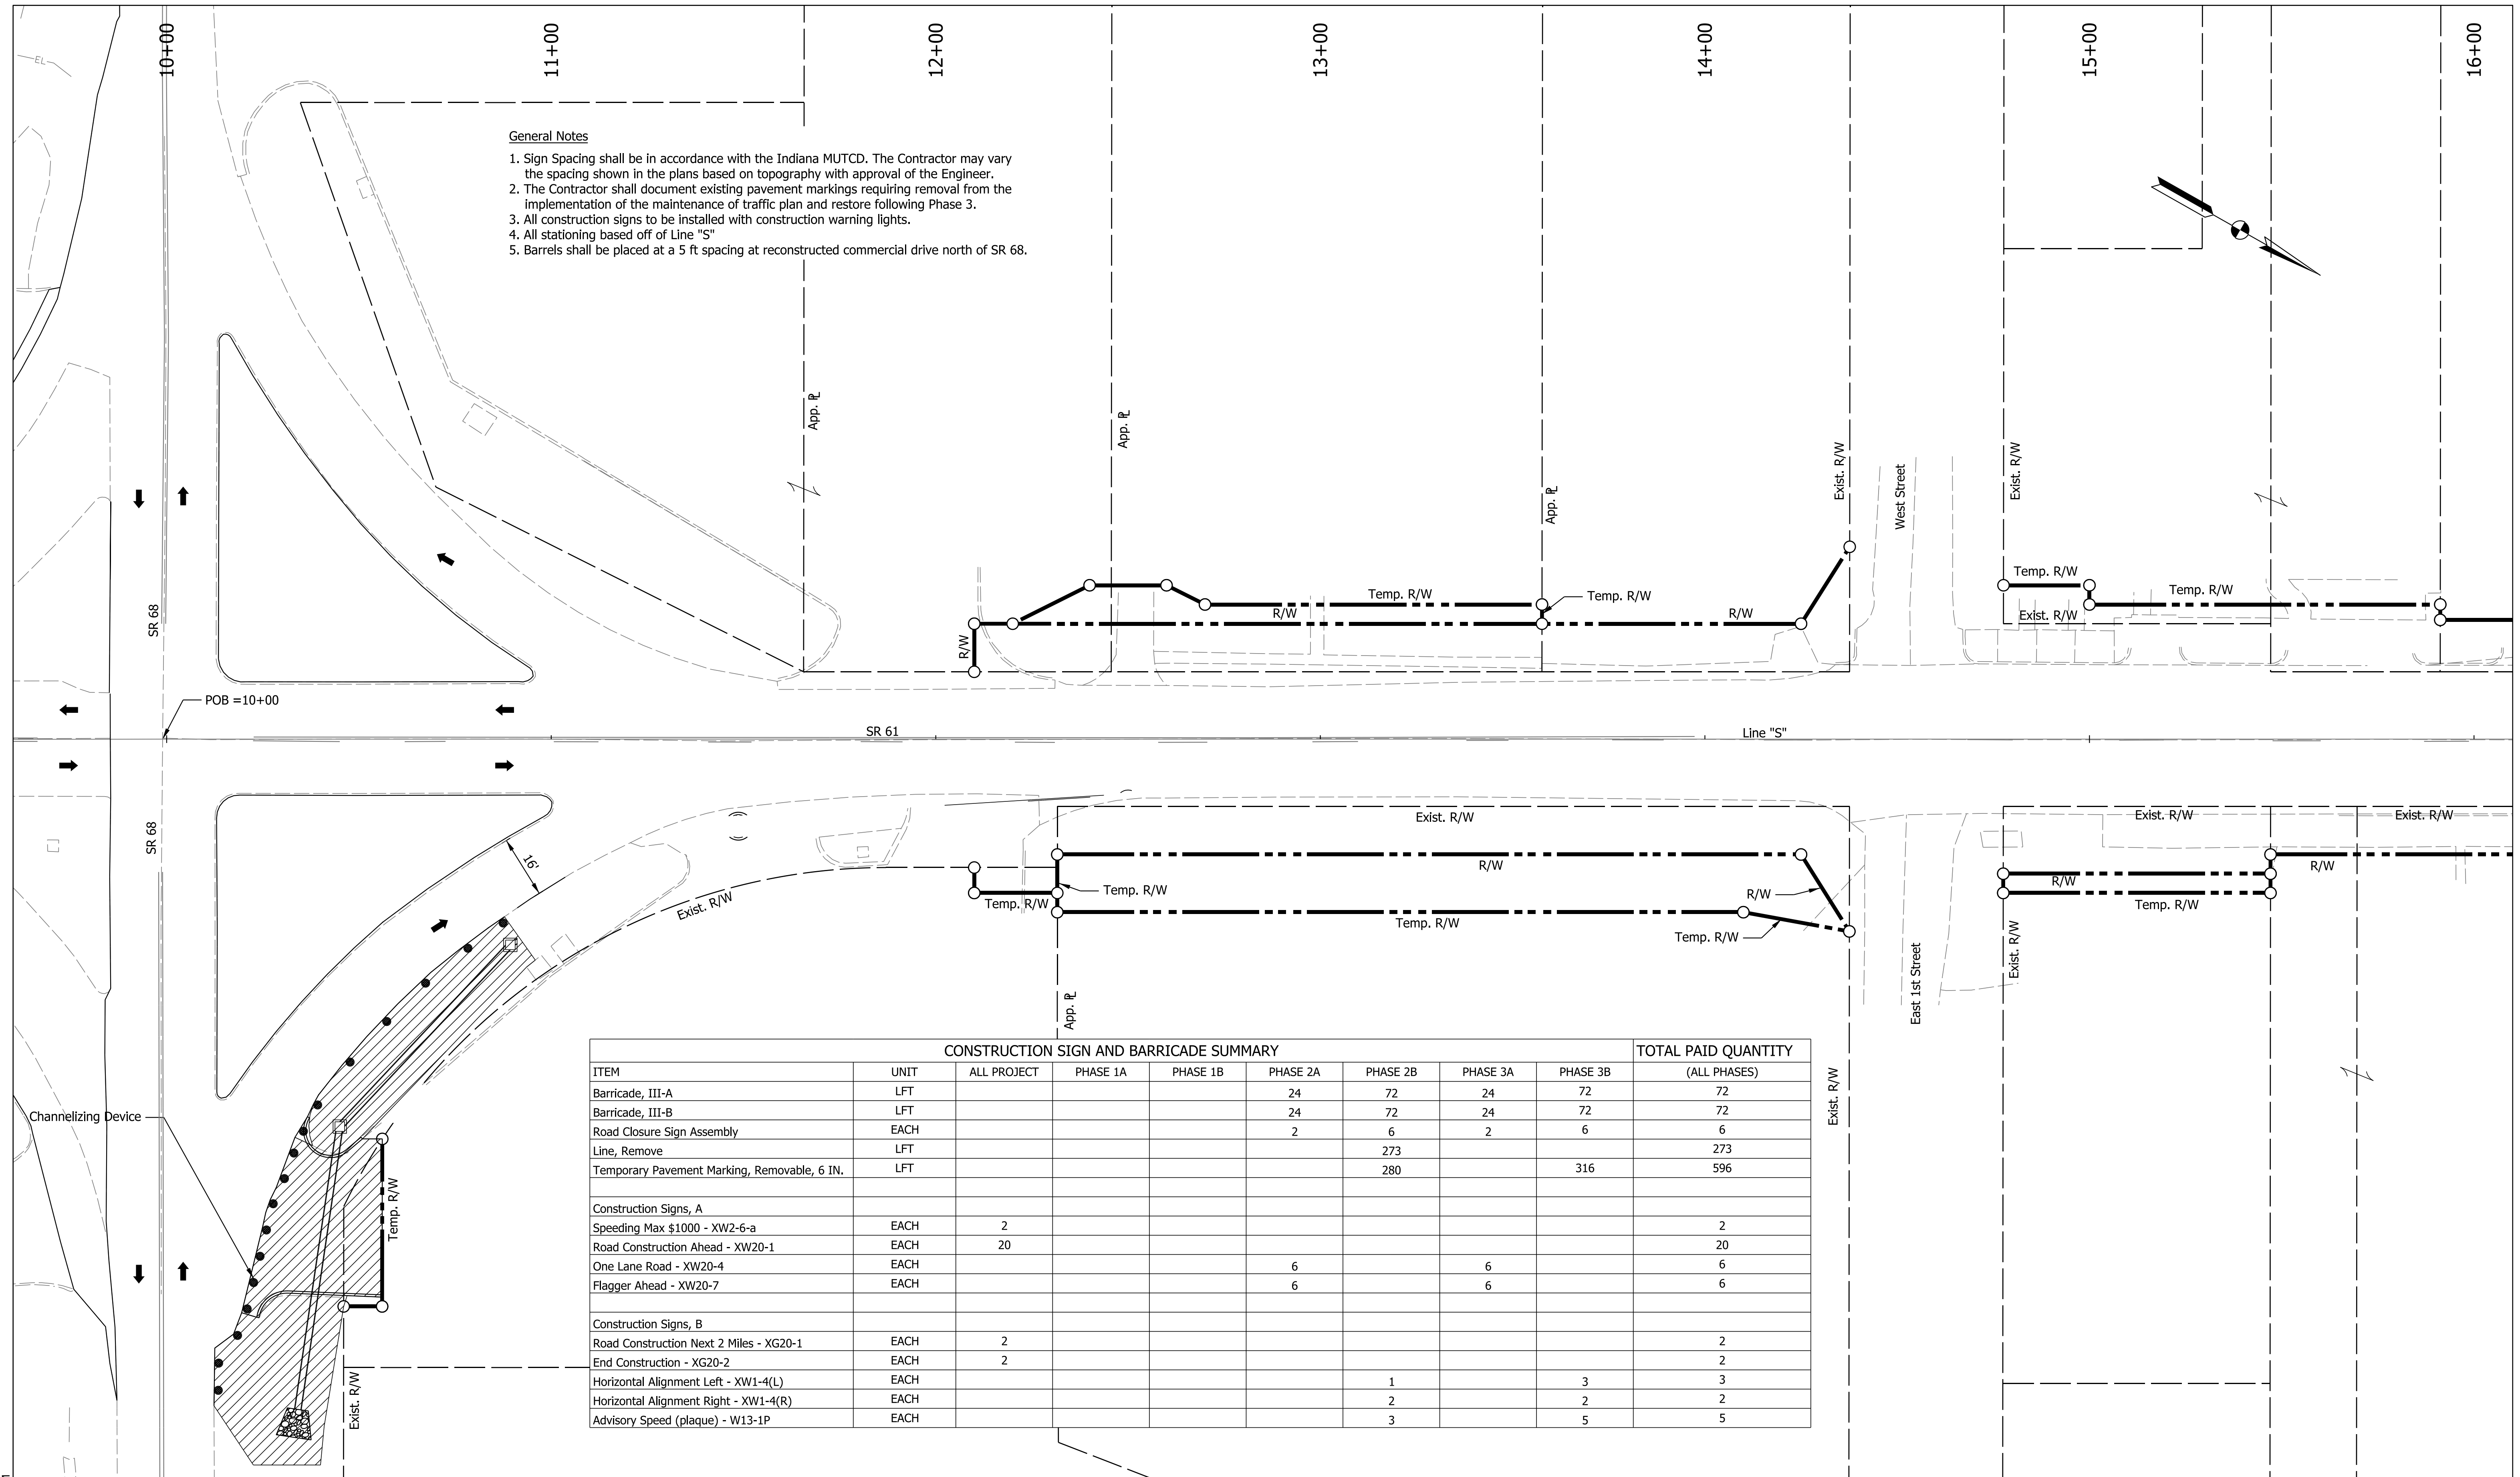 10+00
11+00
12+00
13+00
14+00
15+00
16+00
EL
General Notes
1. Sign Spacing shall be in accordance with the Indiana MUTCD. The Contractor may vary
the spacing shown in the plans based on topography with approval of the Engineer.
2. The Contractor shall document existing pavement markings requiring removal from the
implementation of the maintenance of traffic plan and restore following Phase 3.
3. All construction signs to be installed with construction warning lights.
4. All stationing based off of Line "S"
5. Barrels shall be placed at a 5 ft spacing at reconstructed commercial drive north of SR 68.
App. PL
App. PL
App. PL
Exist. R/W
West Street
Exist. R/W
Temp. R/W
R/W
Temp. R/W
R/W
R/W
Temp. R/W
Temp. R/W
Exist. R/W
SR 68
POB =10+00
SR 61
Line "S"
SR 68
16'
Exist. R/W
Exist. R/W
Exist. R/W
Exist. R/W
R/W
R/W
R/W
R/W
Temp. R/W
Temp. R/W
Temp. R/W
Temp. R/W
Temp. R/W
East 1st Street
Exist. R/W
App. PL
Exist. R/W
Channelizing Device
Temp. R/W
Exist. R/W
CONSTRUCTION SIGN AND BARRICADE SUMMARY TOTAL PAID QUANTITY
ITEM UNIT ALL PROJECT PHASE 1A PHASE 1B PHASE 2A PHASE 2B PHASE 3A PHASE 3B (ALL PHASES)
Barricade, III-A LFT 24 72 24 72 72
Barricade, III-B LFT 24 72 24 72 72
Road Closure Sign Assembly EACH 2 6 2 6 6
Line, Remove LFT 273 273
Temporary Pavement Marking, Removable, 6 IN. LFT 280 316 596
Construction Signs, A
Speeding Max $1000 - XW2-6-a EACH 2 2
Road Construction Ahead - XW20-1 EACH 20 20
One Lane Road - XW20-4 EACH 6 6 6
Flagger Ahead - XW20-7 EACH 6 6 6
Construction Signs, B
Road Construction Next 2 Miles - XG20-1 EACH 2 2
End Construction - XG20-2 EACH 2 2
Horizontal Alignment Left - XW1-4(L) EACH 1 3 3
Horizontal Alignment Right - XW1-4(R) EACH 2 2 2
Advisory Speed (plaque) - W13-1P EACH 3 5 5